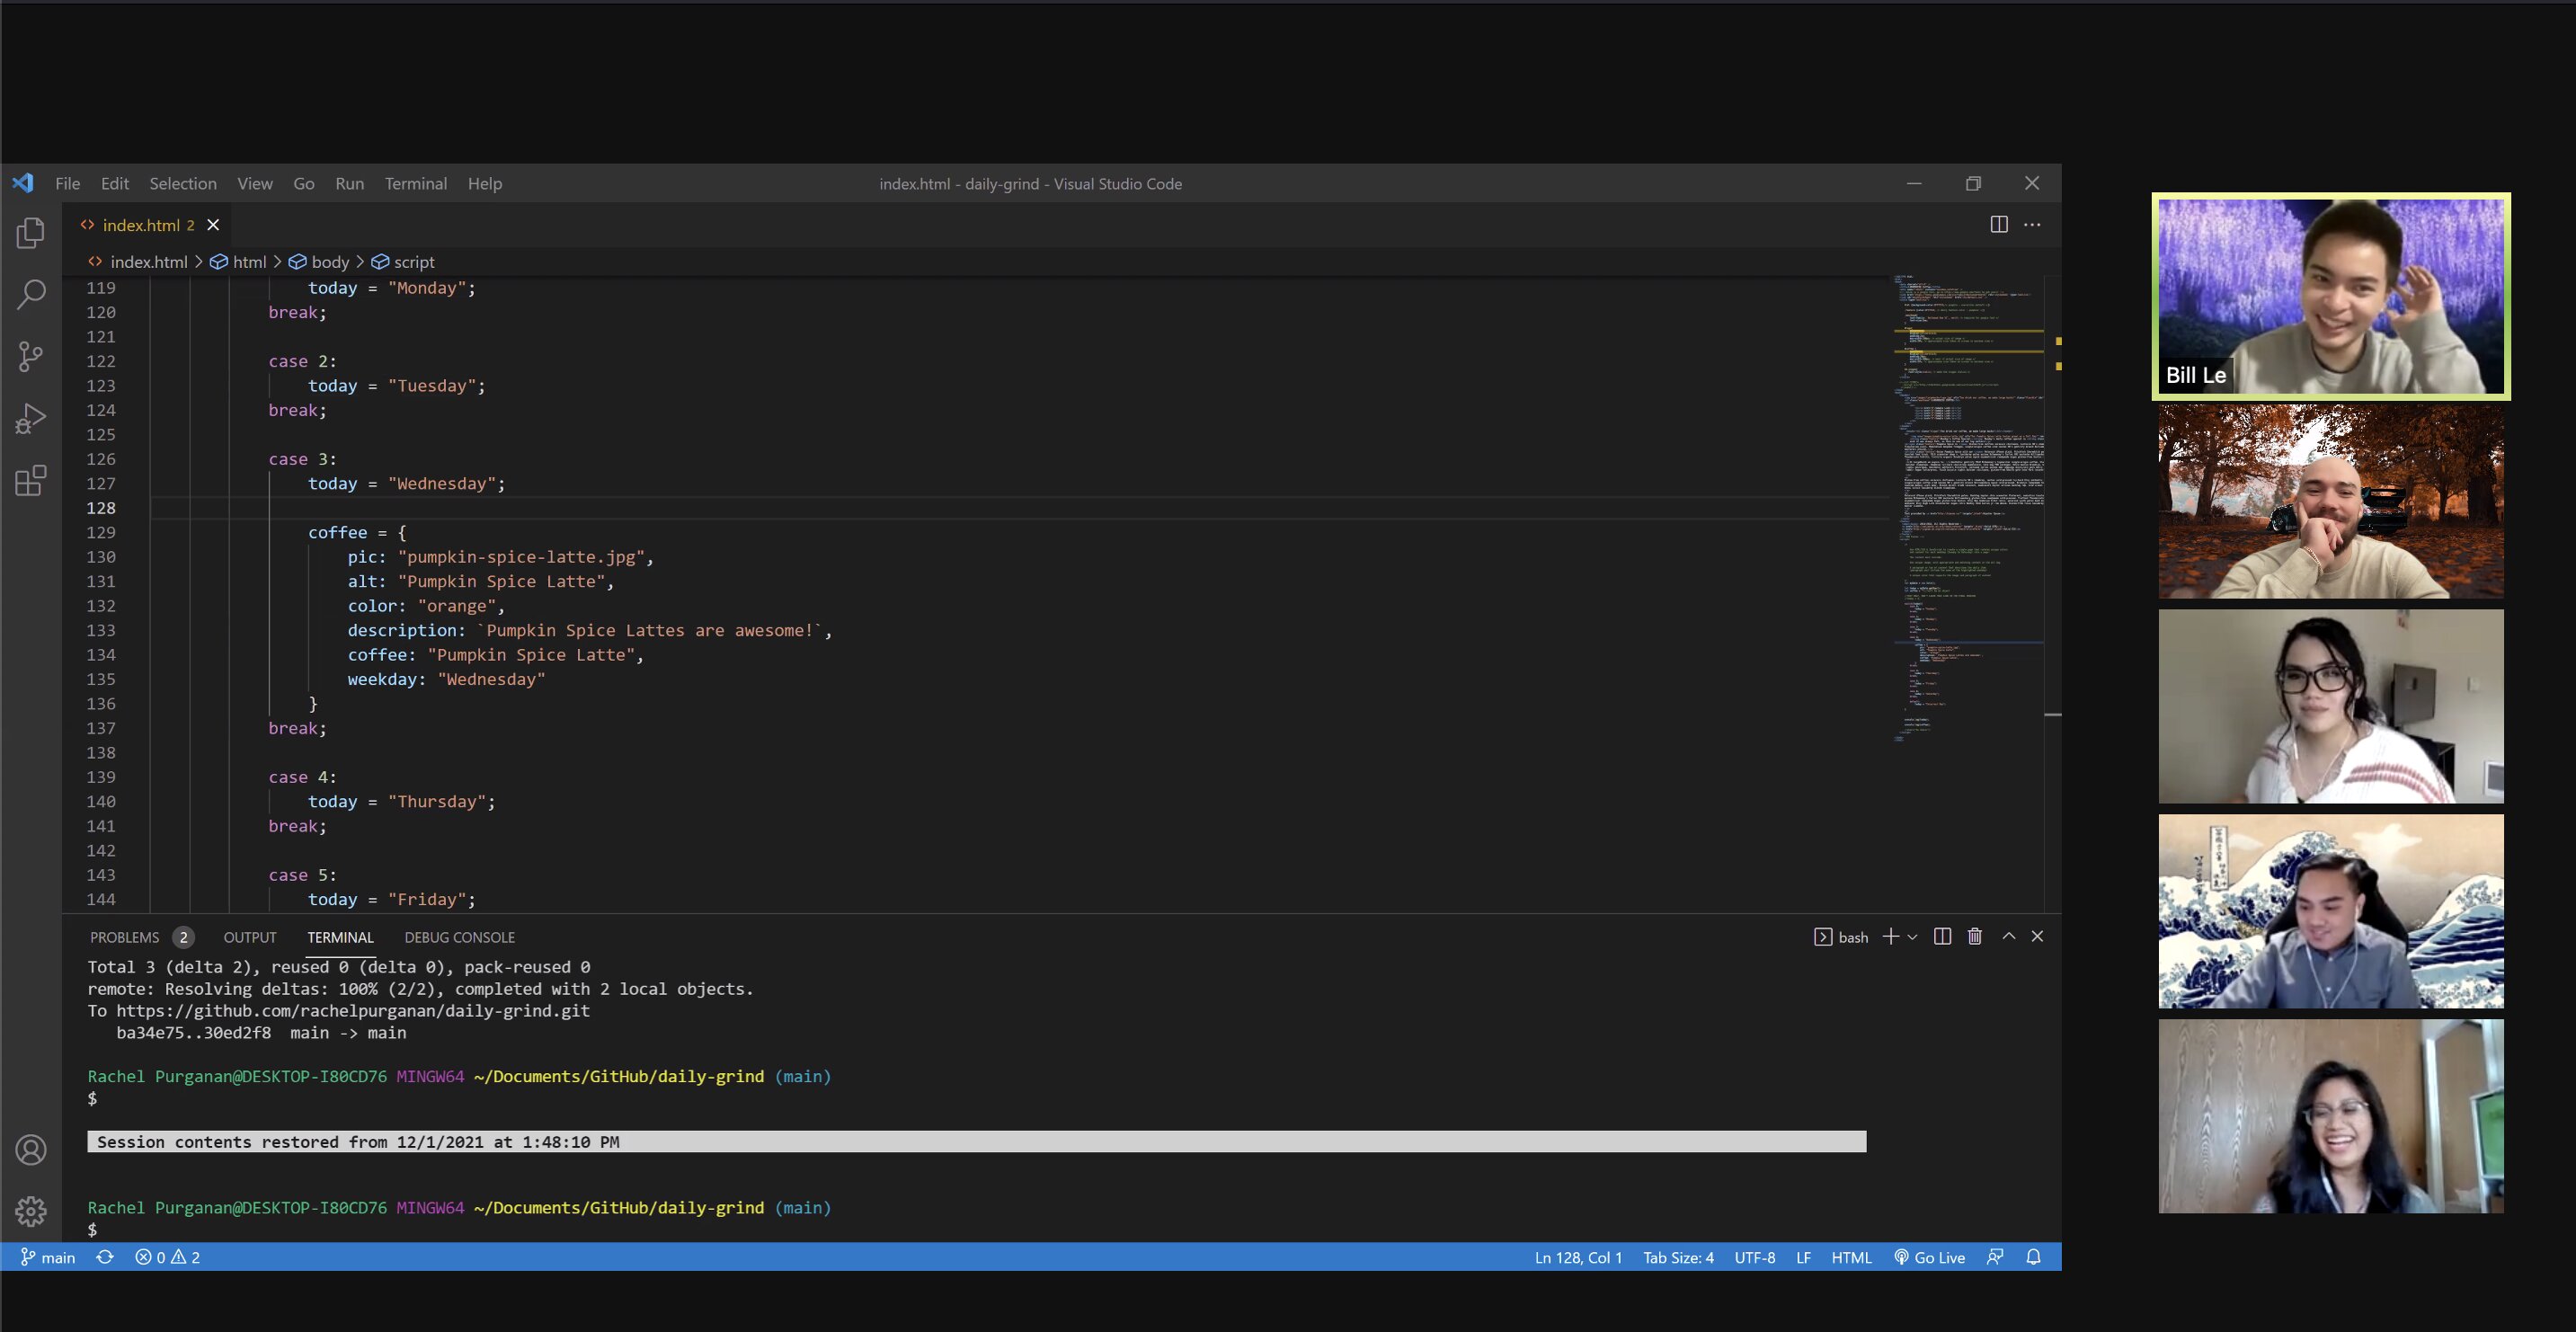 File Edit Selection View Go Run Terminal Help
index.html - daily-grind - Visual Studio Code
index.html 2
index.html > html > body > script
119 today = "Monday";
120 break;
121
122 case 2:
123 today = "Tuesday";
124 break;
125
126 case 3:
127 today = "Wednesday";
128
129 coffee = {
130 pic: "pumpkin-spice-latte.jpg",
131 alt: "Pumpkin Spice Latte",
132 color: "orange",
133 description: `Pumpkin Spice Lattes are awesome!`,
134 coffee: "Pumpkin Spice Latte",
135 weekday: "Wednesday"
136 }
137 break;
138
139 case 4:
140 today = "Thursday";
141 break;
142
143 case 5:
144 today = "Friday";
PROBLEMS 2 OUTPUT TERMINAL DEBUG CONSOLE
bash
Total 3 (delta 2), reused 0 (delta 0), pack-reused 0
remote: Resolving deltas: 100% (2/2), completed with 2 local objects.
To https://github.com/rachelpurganan/daily-grind.git
ba34e75..30ed2f8 main -> main
Rachel Purganan@DESKTOP-I80CD76 MINGW64 ~/Documents/GitHub/daily-grind (main)
$
Session contents restored from 12/1/2021 at 1:48:10 PM
Rachel Purganan@DESKTOP-I80CD76 MINGW64 ~/Documents/GitHub/daily-grind (main)
$
main 0 2
Ln 128, Col 1 Tab Size: 4 UTF-8 LF HTML Go Live
Bill Le